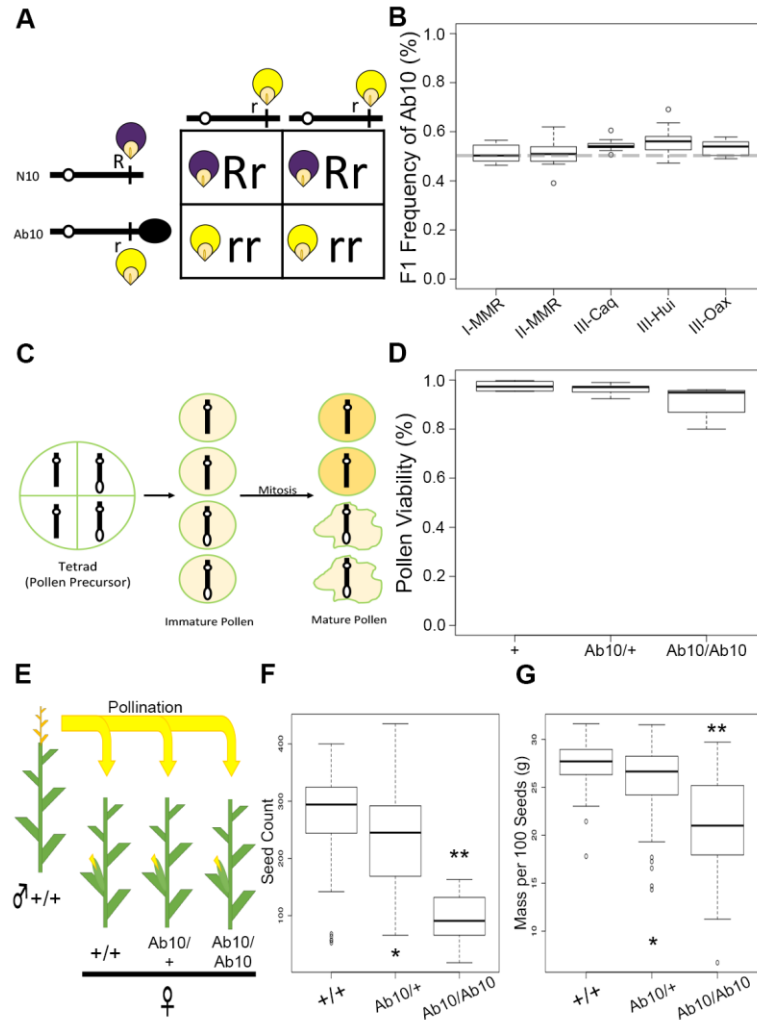 A
r
r
R
N10
Ab10
r
Rr
Rr
rr
rr
B
F1 Frequency of Ab10 (%)
1.0
0.8
0.6
0.4
0.2
0.0
I-MMR
II-MMR
III-Caq
III-Hui
III-Oax
C
Tetrad
(Pollen Precursor)
Immature Pollen
Mitosis
Mature Pollen
D
Pollen Viability (%)
1.0
0.8
0.6
0.4
0.2
0.0
+
Ab10/+
Ab10/Ab10
E
Pollination
♂+/+
+/+
Ab10/
+
Ab10/
Ab10
♀
F
Seed Count
400
300
200
100
*
**
+/+
Ab10/+
Ab10/Ab10
G
Mass per 100 Seeds (g)
30
25
20
15
10
*
**
+/+
Ab10/+
Ab10/Ab10